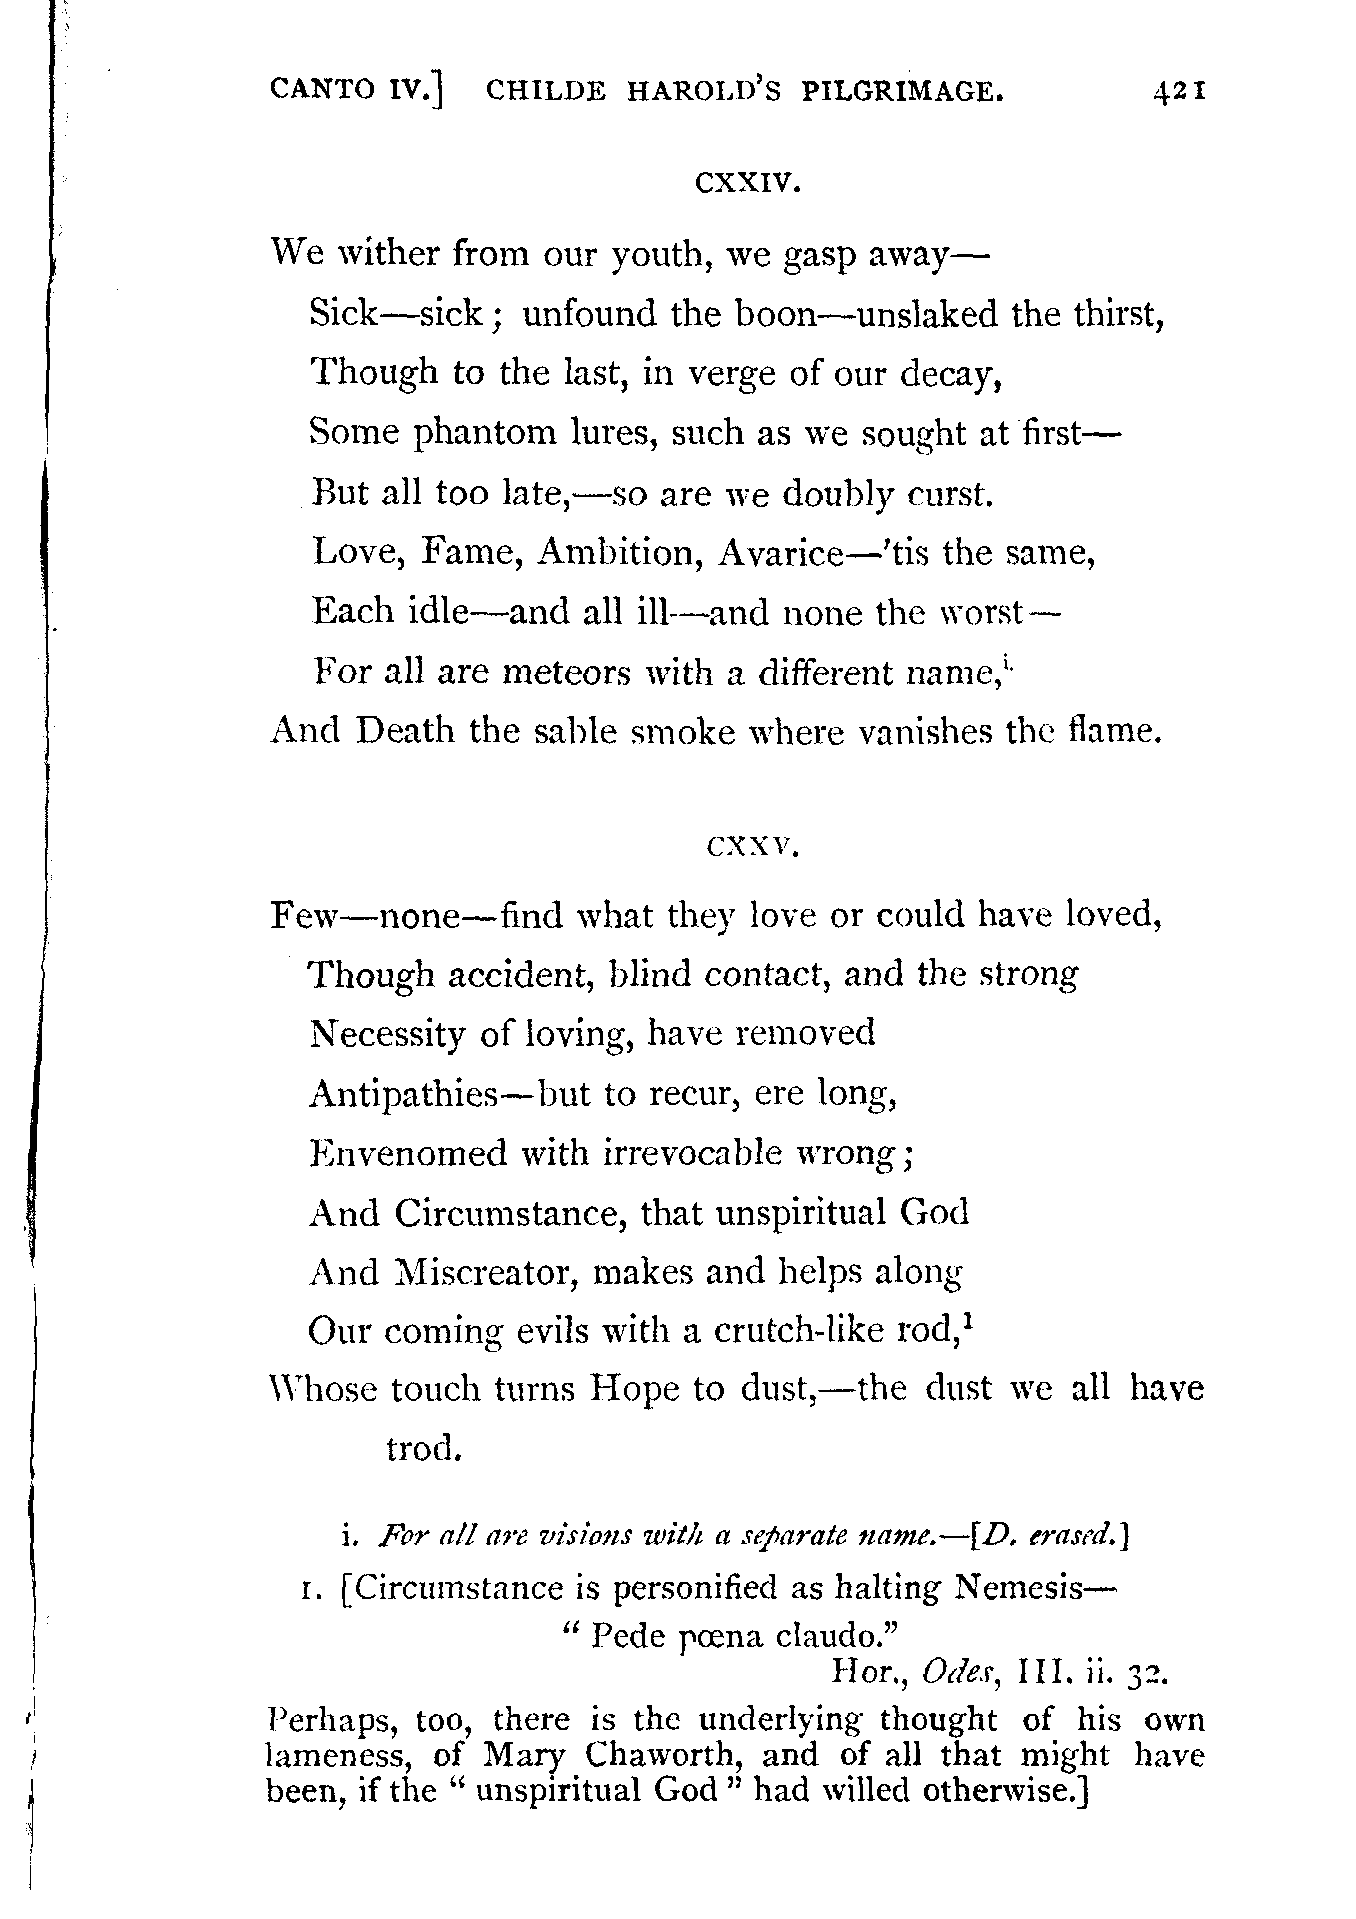 CANTO IV.] CHILDE HAROLD'S PILGRIMAGE. 421
CXXIV.
We wither from our youth, we gasp away—
Sick—sick; unfound the boon—unslaked the thirst,
Though to the last, in verge of our decay,
Some phantom lures, such as we sought at first—
But all too late,—so are we doubly curst.
Love, Fame, Ambition, Avarice—'tis the same,
Each idle—and all ill—and none the worst—
For all are meteors with a different name,i.
And Death the sable smoke where vanishes the flame.
CXXV.
Few—none—find what they love or could have loved,
Though accident, blind contact, and the strong
Necessity of loving, have removed
Antipathies—but to recur, ere long,
Envenomed with irrevocable wrong;
And Circumstance, that unspiritual God
And Miscreator, makes and helps along
Our coming evils with a crutch-like rod,1
Whose touch turns Hope to dust,—the dust we all have
trod.
i. For all are visions with a separate name.—[D. erased.]
1. [Circumstance is personified as halting Nemesis—
"Pede pœna claudo."
Hor., Odes, III. ii. 32.
Perhaps, too, there is the underlying thought of his own
lameness, of Mary Chaworth, and of all that might have
been, if the "unspiritual God" had willed otherwise.]